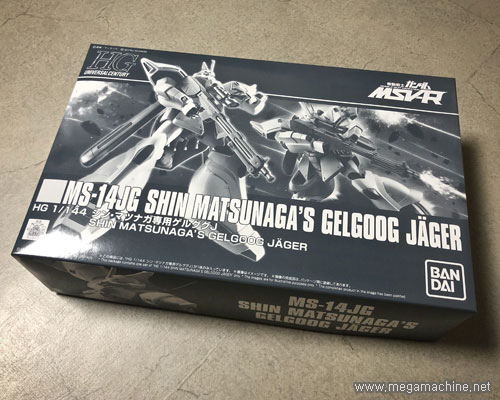 HG
UNIVERSAL CENTURY
機動戦士ガンダム
MSV-R
MS-14JG SHIN MATSUNAGA'S GELGOOG JÄGER
HG 1/144 シン・マツナガ専用ゲルググJ
SHIN MATSUNAGA'S GELGOOG JÄGER
BAN
DAI
MS-14JG
SHIN MATSUNAGA'S
GELGOOG JÄGER
www.megamachine.net